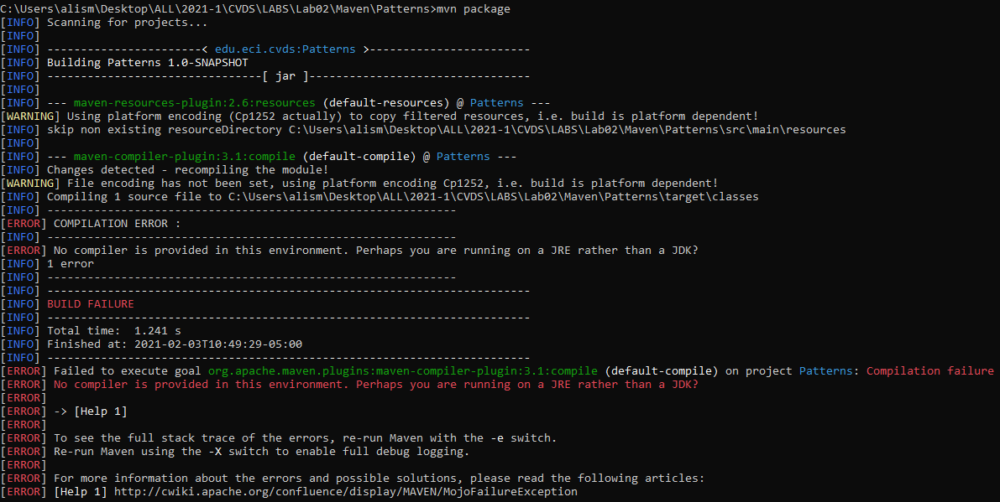 C:\Users\alism\Desktop\ALL\2021-1\CVDS\LABS\Lab02\Maven\Patterns>mvn package
[INFO] Scanning for projects...
[INFO]
[INFO] -----------------------< edu.eci.cvds:Patterns >------------------------
[INFO] Building Patterns 1.0-SNAPSHOT
[INFO] --------------------------------[ jar ]---------------------------------
[INFO]
[INFO] --- maven-resources-plugin:2.6:resources (default-resources) @ Patterns ---
[WARNING] Using platform encoding (Cp1252 actually) to copy filtered resources, i.e. build is platform dependent!
[INFO] skip non existing resourceDirectory C:\Users\alism\Desktop\ALL\2021-1\CVDS\LABS\Lab02\Maven\Patterns\src\main\resources
[INFO]
[INFO] --- maven-compiler-plugin:3.1:compile (default-compile) @ Patterns ---
[INFO] Changes detected - recompiling the module!
[WARNING] File encoding has not been set, using platform encoding Cp1252, i.e. build is platform dependent!
[INFO] Compiling 1 source file to C:\Users\alism\Desktop\ALL\2021-1\CVDS\LABS\Lab02\Maven\Patterns\target\classes
[INFO] -------------------------------------------------------------
[ERROR] COMPILATION ERROR :
[INFO] -------------------------------------------------------------
[ERROR] No compiler is provided in this environment. Perhaps you are running on a JRE rather than a JDK?
[INFO] 1 error
[INFO] -------------------------------------------------------------
[INFO] ------------------------------------------------------------------------
[INFO] BUILD FAILURE
[INFO] ------------------------------------------------------------------------
[INFO] Total time:  1.241 s
[INFO] Finished at: 2021-02-03T10:49:29-05:00
[INFO] ------------------------------------------------------------------------
[ERROR] Failed to execute goal org.apache.maven.plugins:maven-compiler-plugin:3.1:compile (default-compile) on project Patterns: Compilation failure
[ERROR] No compiler is provided in this environment. Perhaps you are running on a JRE rather than a JDK?
[ERROR]
[ERROR] -> [Help 1]
[ERROR]
[ERROR] To see the full stack trace of the errors, re-run Maven with the -e switch.
[ERROR] Re-run Maven using the -X switch to enable full debug logging.
[ERROR]
[ERROR] For more information about the errors and possible solutions, please read the following articles:
[ERROR] [Help 1] http://cwiki.apache.org/confluence/display/MAVEN/MojoFailureException